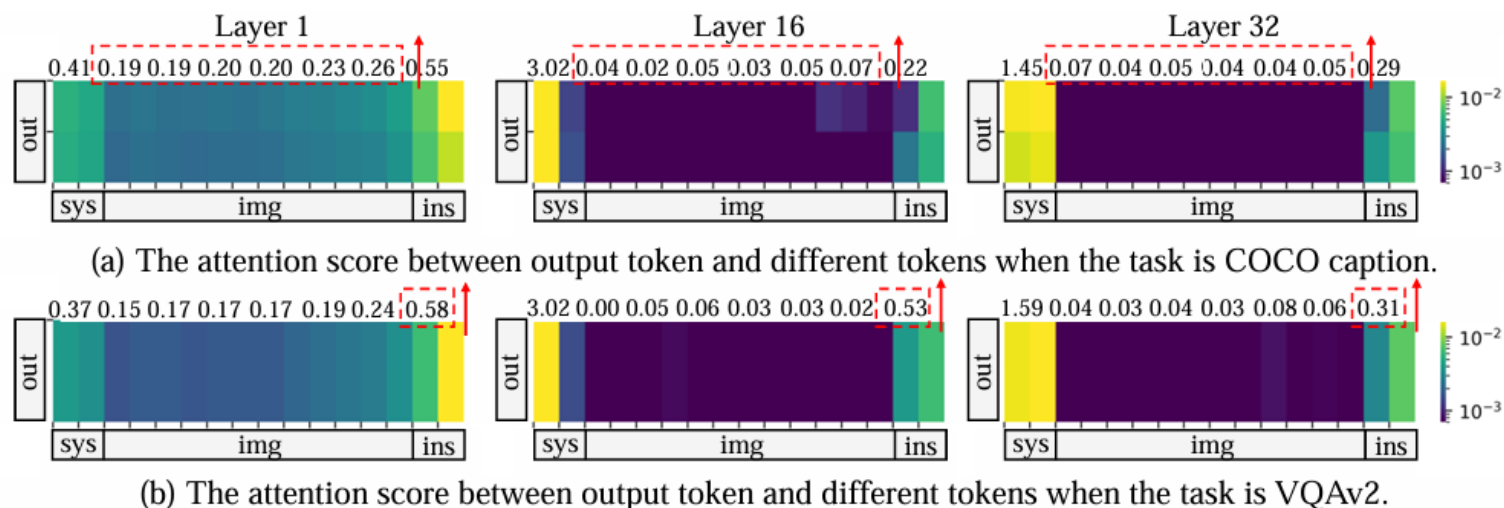 Layer 1 Layer 16 Layer 32
0.41 0.19 0.19 0.20 0.20 0.23 0.26 0.55 3.02 0.04 0.02 0.05 0.03 0.05 0.07 0.22 1.45 0.07 0.04 0.05 0.04 0.04 0.05 0.29
out out out
10⁻²
10⁻³
sys img ins sys img ins sys img ins
(a) The attention score between output token and different tokens when the task is COCO caption.
0.37 0.15 0.17 0.17 0.17 0.19 0.24 0.58 3.02 0.00 0.05 0.06 0.03 0.03 0.02 0.53 1.59 0.04 0.03 0.04 0.03 0.08 0.06 0.31
out out out
10⁻²
10⁻³
sys img ins sys img ins sys img ins
(b) The attention score between output token and different tokens when the task is VQAv2.